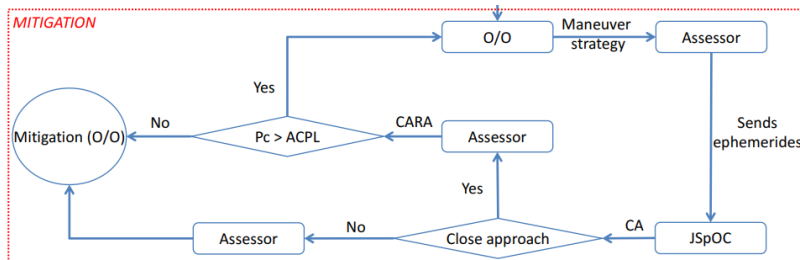 MITIGATION
O/O
Maneuver
strategy
Assessor
Yes
Mitigation (O/O)
No
Pc > ACPL
CARA
Assessor
Sends
ephemerides
Yes
Assessor
No
Close approach
CA
JSpOC